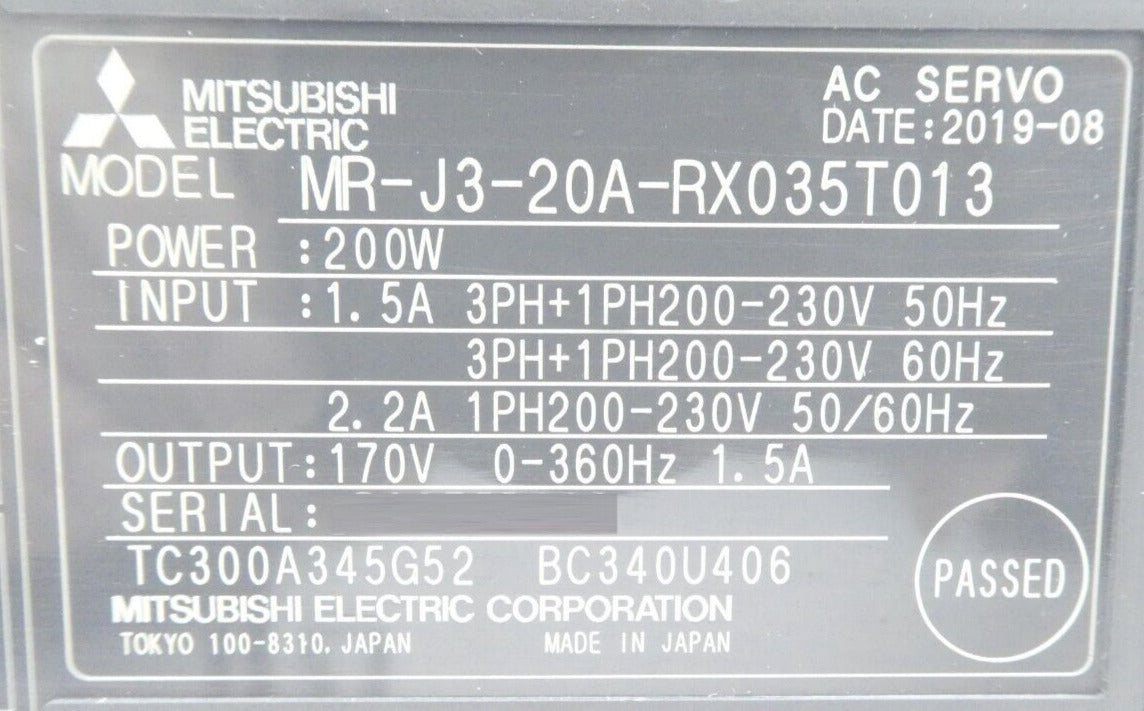 MITSUBISHI
ELECTRIC
AC SERVO
DATE:2019-08
MODEL MR-J3-20A-RX035T013
POWER :200W
INPUT :1.5A 3PH+1PH200-230V 50Hz
3PH+1PH200-230V 60Hz
2.2A 1PH200-230V 50/60Hz
OUTPUT:170V 0-360Hz 1.5A
SERIAL:
TC300A345G52 BC340U406
PASSED
MITSUBISHI ELECTRIC CORPORATION
TOKYO 100-8310, JAPAN MADE IN JAPAN